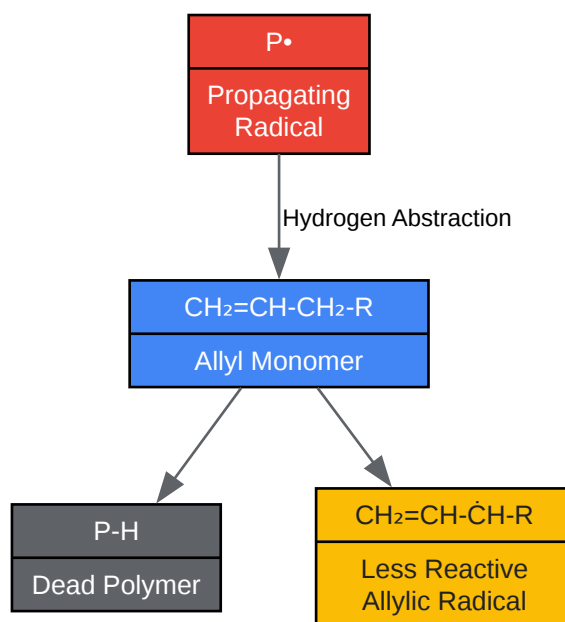 P•
Propagating
Radical
Hydrogen Abstraction
CH₂=CH-CH₂-R
Allyl Monomer
P-H
Dead Polymer
CH₂=CH-ĊH-R
Less Reactive
Allylic Radical